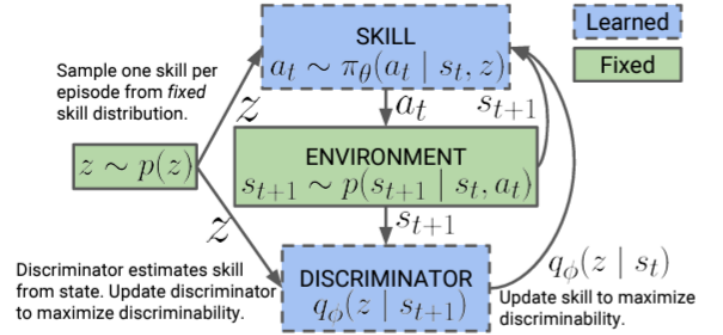 SKILL
a_t ∼ π_θ(a_t | s_t, z)
Learned
Fixed
Sample one skill per
episode from fixed
skill distribution.
z
a_t
s_{t+1}
z ∼ p(z)
ENVIRONMENT
s_{t+1} ∼ p(s_{t+1} | s_t, a_t)
z
s_{t+1}
Discriminator estimates skill
from state. Update discriminator
to maximize discriminability.
DISCRIMINATOR
q_ϕ(z | s_{t+1})
q_ϕ(z | s_t)
Update skill to maximize
discriminability.